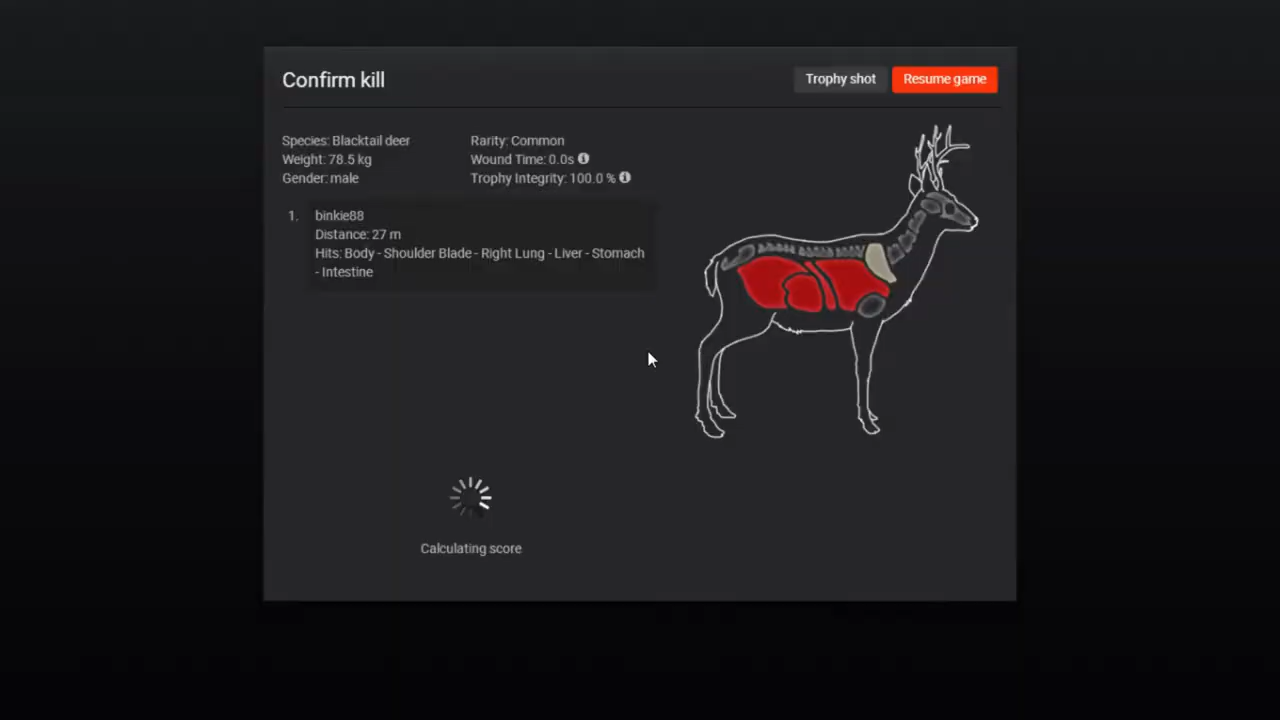 Confirm kill
Trophy shot
Resume game
Species: Blacktail deer
Weight: 78.5 kg
Gender: male
Rarity: Common
Wound Time: 0.0s
Trophy Integrity: 100.0 %
1.
binkie88
Distance: 27 m
Hits: Body - Shoulder Blade - Right Lung - Liver - Stomach
- Intestine
Calculating score